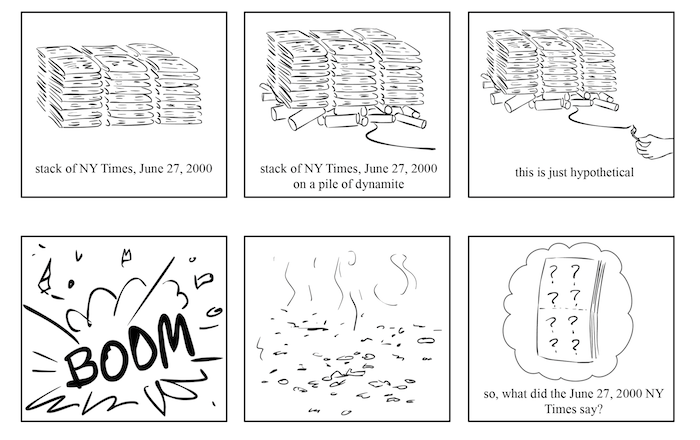 stack of NY Times, June 27, 2000
stack of NY Times, June 27, 2000
on a pile of dynamite
this is just hypothetical
BOOM
? ?
? ?
? ?
? ?
so, what did the June 27, 2000 NY
Times say?